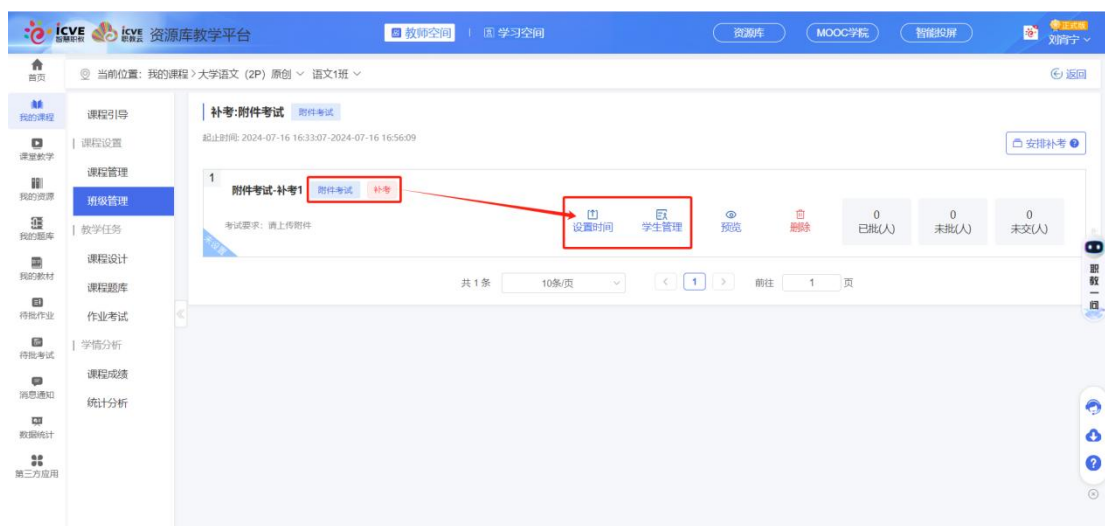 icve 智慧职教 icve 职教云 资源库教学平台 教师空间 学习空间 资源库 MOOC学院 智能投屏 正式版
刘娇宁
首页
当前位置：我的课程>大学语文（2P）原创 语文1班 返回
我的课程
课堂教学
我的资源
我的题库
我的教材
待批作业
待批考试
消息通知
数据统计
第三方应用
课程引导
课程设置
课程管理
班级管理
教学任务
课程设计
课程题库
作业考试
学情分析
课程成绩
统计分析
补考:附件考试 附件考试
起止时间: 2024-07-16 16:33:07-2024-07-16 16:56:09
安排补考
1
附件考试-补考1 附件考试 补考
考试要求：请上传附件
未设置
设置时间 学生管理 预览 删除
0 已批(人)
0 未批(人)
0 未交(人)
共 1 条 10条/页 1 前往 1 页
职教一问